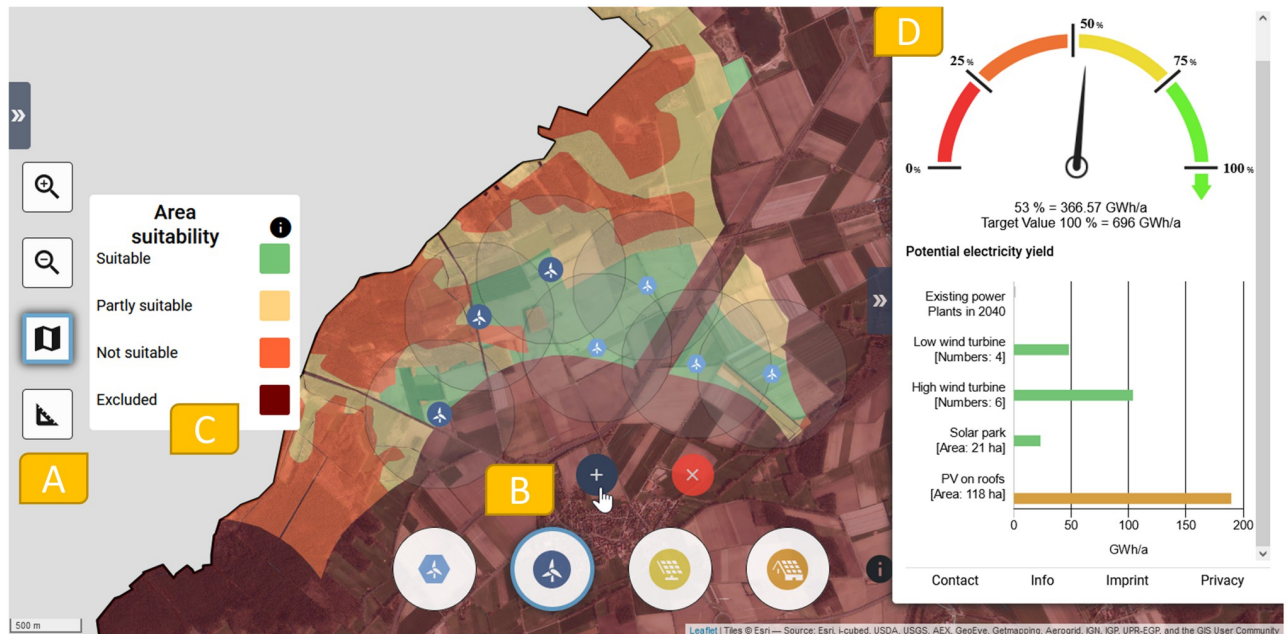 A
B
C
D
Area
suitability
Suitable
Partly suitable
Not suitable
Excluded
500 m
0 %
25 %
50 %
75 %
100 %
53 % = 366.57 GWh/a
Target Value 100 % = 696 GWh/a
Potential electricity yield
Existing power
Plants in 2040
Low wind turbine
[Numbers: 4]
High wind turbine
[Numbers: 6]
Solar park
[Area: 21 ha]
PV on roofs
[Area: 118 ha]
0 50 100 150 200
GWh/a
Contact Info Imprint Privacy
Leaflet | Tiles © Esri — Source: Esri, i-cubed, USDA, USGS, AEX, GeoEye, Getmapping, Aerogrid, IGN, IGP, UPR-EGP, and the GIS User Community